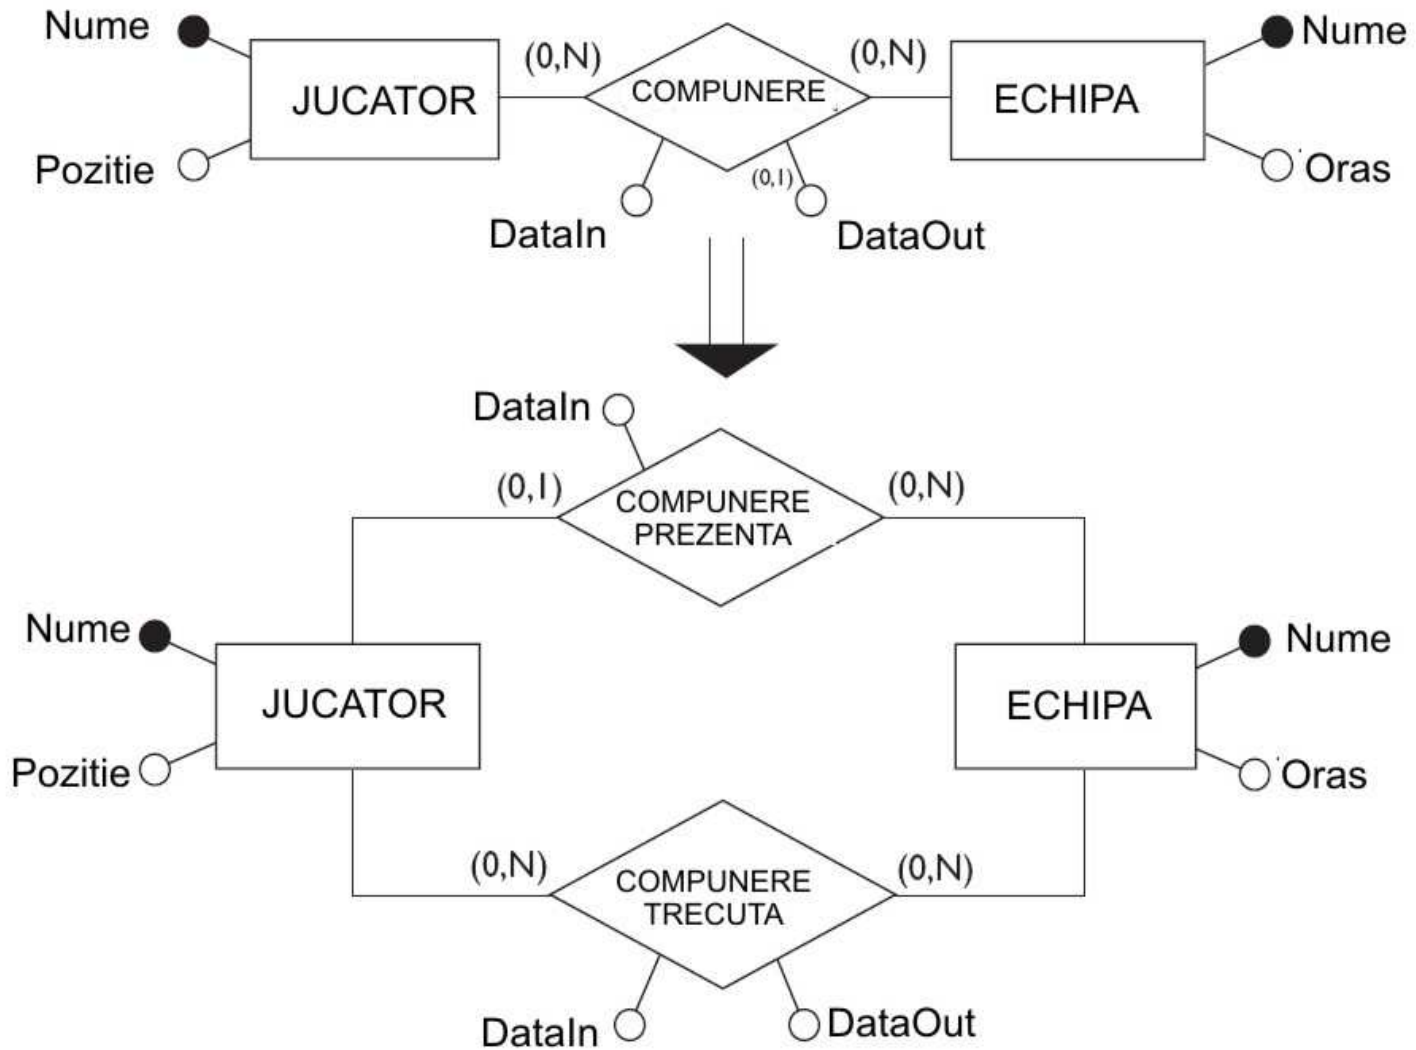 Nume
(0,N)
(0,N)
Nume
JUCATOR
COMPUNERE
ECHIPA
Pozitie
(0,1)
Oras
DataIn
DataOut
DataIn
(0,1)
COMPUNERE
PREZENTA
(0,N)
Nume
Nume
JUCATOR
ECHIPA
Pozitie
Oras
(0,N)
COMPUNERE
TRECUTA
(0,N)
DataIn
DataOut